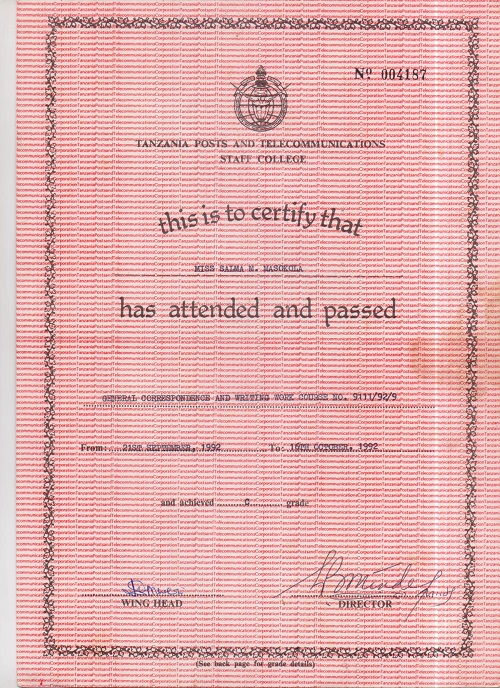 Nº 004187
TANZANIA POSTS AND TELECOMMUNICATIONS
STAFF COLLEGE
this is to certify that
MISS SALMA M. MASOKOLA
has attended and passed
GENERAL CORRESPONDENCE AND WRITING WORK COURSE NO. 9111/92/9
From: 21ST SEPTEMBER, 1992 To: 16TH OCTOBER, 1992
and achieved C grade
WING HEAD DIRECTOR
(See back page for grade details)